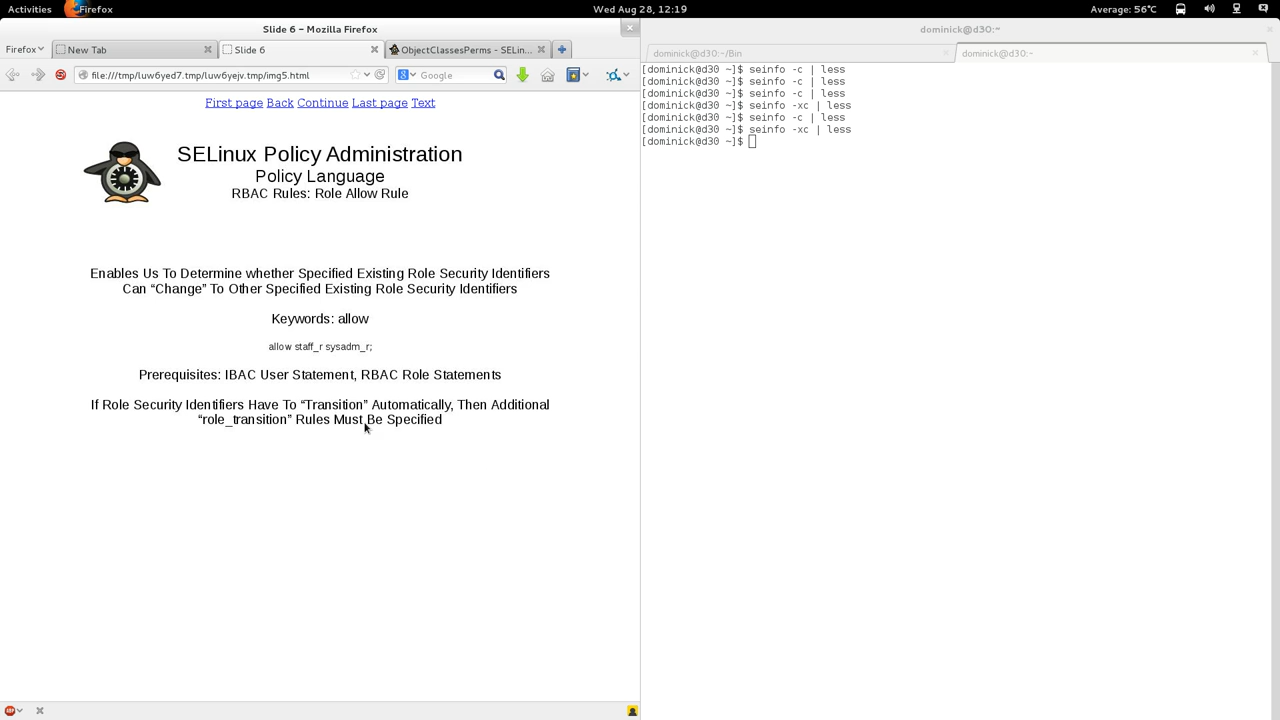 Activities Firefox Wed Aug 28, 12:19 Average: 56°C
Slide 6 - Mozilla Firefox
Firefox New Tab Slide 6 ObjectClassesPerms - SELin...
file:///tmp/luw6yed7.tmp/luw6yejv.tmp/img5.html Google
First page Back Continue Last page Text
SELinux Policy Administration
Policy Language
RBAC Rules: Role Allow Rule
Enables Us To Determine whether Specified Existing Role Security Identifiers
Can “Change” To Other Specified Existing Role Security Identifiers
Keywords: allow
allow staff_r sysadm_r;
Prerequisites: IBAC User Statement, RBAC Role Statements
If Role Security Identifiers Have To “Transition” Automatically, Then Additional
“role_transition” Rules Must Be Specified
dominick@d30:~
dominick@d30:~/Bin dominick@d30:~
[dominick@d30 ~]$ seinfo -c | less
[dominick@d30 ~]$ seinfo -c | less
[dominick@d30 ~]$ seinfo -c | less
[dominick@d30 ~]$ seinfo -xc | less
[dominick@d30 ~]$ seinfo -c | less
[dominick@d30 ~]$ seinfo -xc | less
[dominick@d30 ~]$